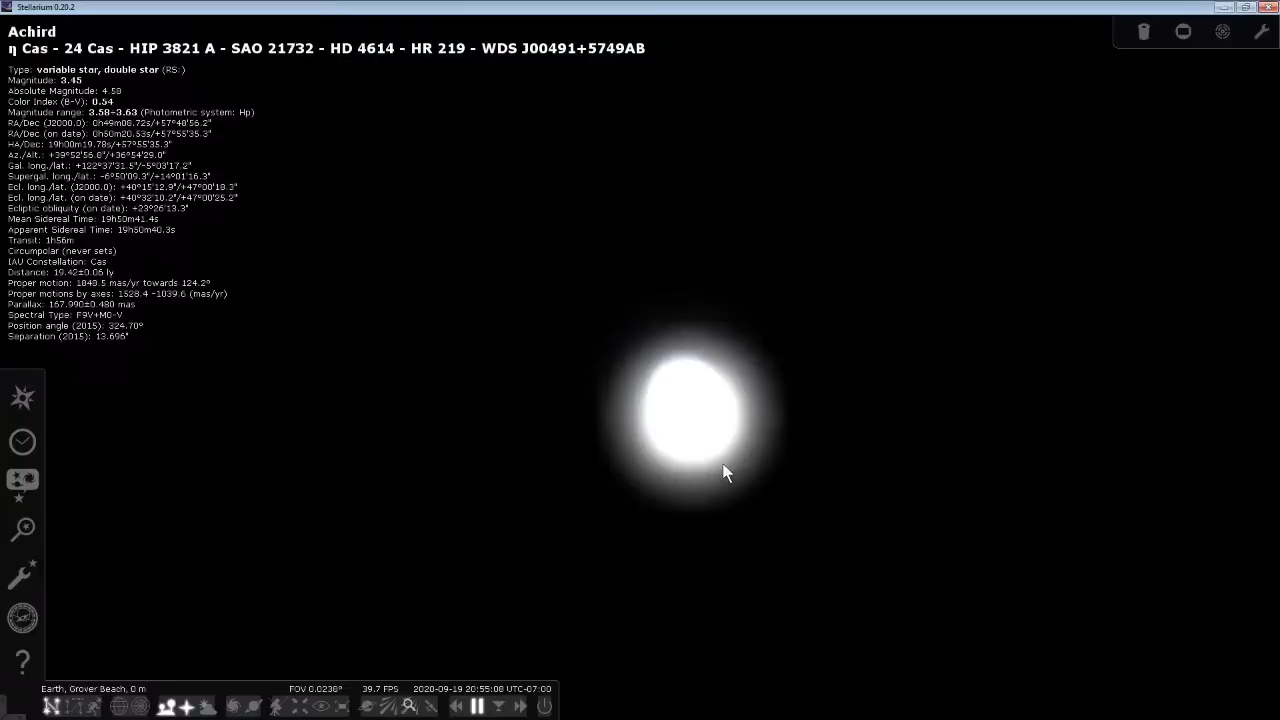 Stellarium 0.20.2
Achird
η Cas - 24 Cas - HIP 3821 A - SAO 21732 - HD 4614 - HR 219 - WDS J00491+5749AB
Type: variable star, double star (RS:)
Magnitude: 3.45
Absolute Magnitude: 4.58
Color Index (B-V): 0.54
Magnitude range: 3.58÷3.63 (Photometric system: Hp)
RA/Dec (J2000.0): 0h49m08.72s/+57°48'56.2"
RA/Dec (on date): 0h50m20.53s/+57°55'35.3"
HA/Dec: 19h00m19.78s/+57°55'35.3"
Az./Alt.: +39°52'56.8"/+36°54'29.0"
Gal. long./lat.: +122°37'31.5"/-5°03'17.2"
Supergal. long./lat.: -6°50'09.3"/+14°01'16.3"
Ecl. long./lat. (J2000.0): +40°15'12.9"/+47°00'18.3"
Ecl. long./lat. (on date): +40°32'10.2"/+47°00'25.2"
Ecliptic obliquity (on date): +23°26'13.3"
Mean Sidereal Time: 19h50m41.4s
Apparent Sidereal Time: 19h50m40.3s
Transit: 1h56m
Circumpolar (never sets)
IAU Constellation: Cas
Distance: 19.42±0.06 ly
Proper motion: 1848.5 mas/yr towards 124.2°
Proper motions by axes: 1528.4 -1039.6 (mas/yr)
Parallax: 167.990±0.480 mas
Spectral Type: F9V+M0-V
Position angle (2015): 324.70°
Separation (2015): 13.696"
?
Earth, Grover Beach, 0 m FOV 0.0238° 39.7 FPS 2020-09-19 20:55:08 UTC-07:00